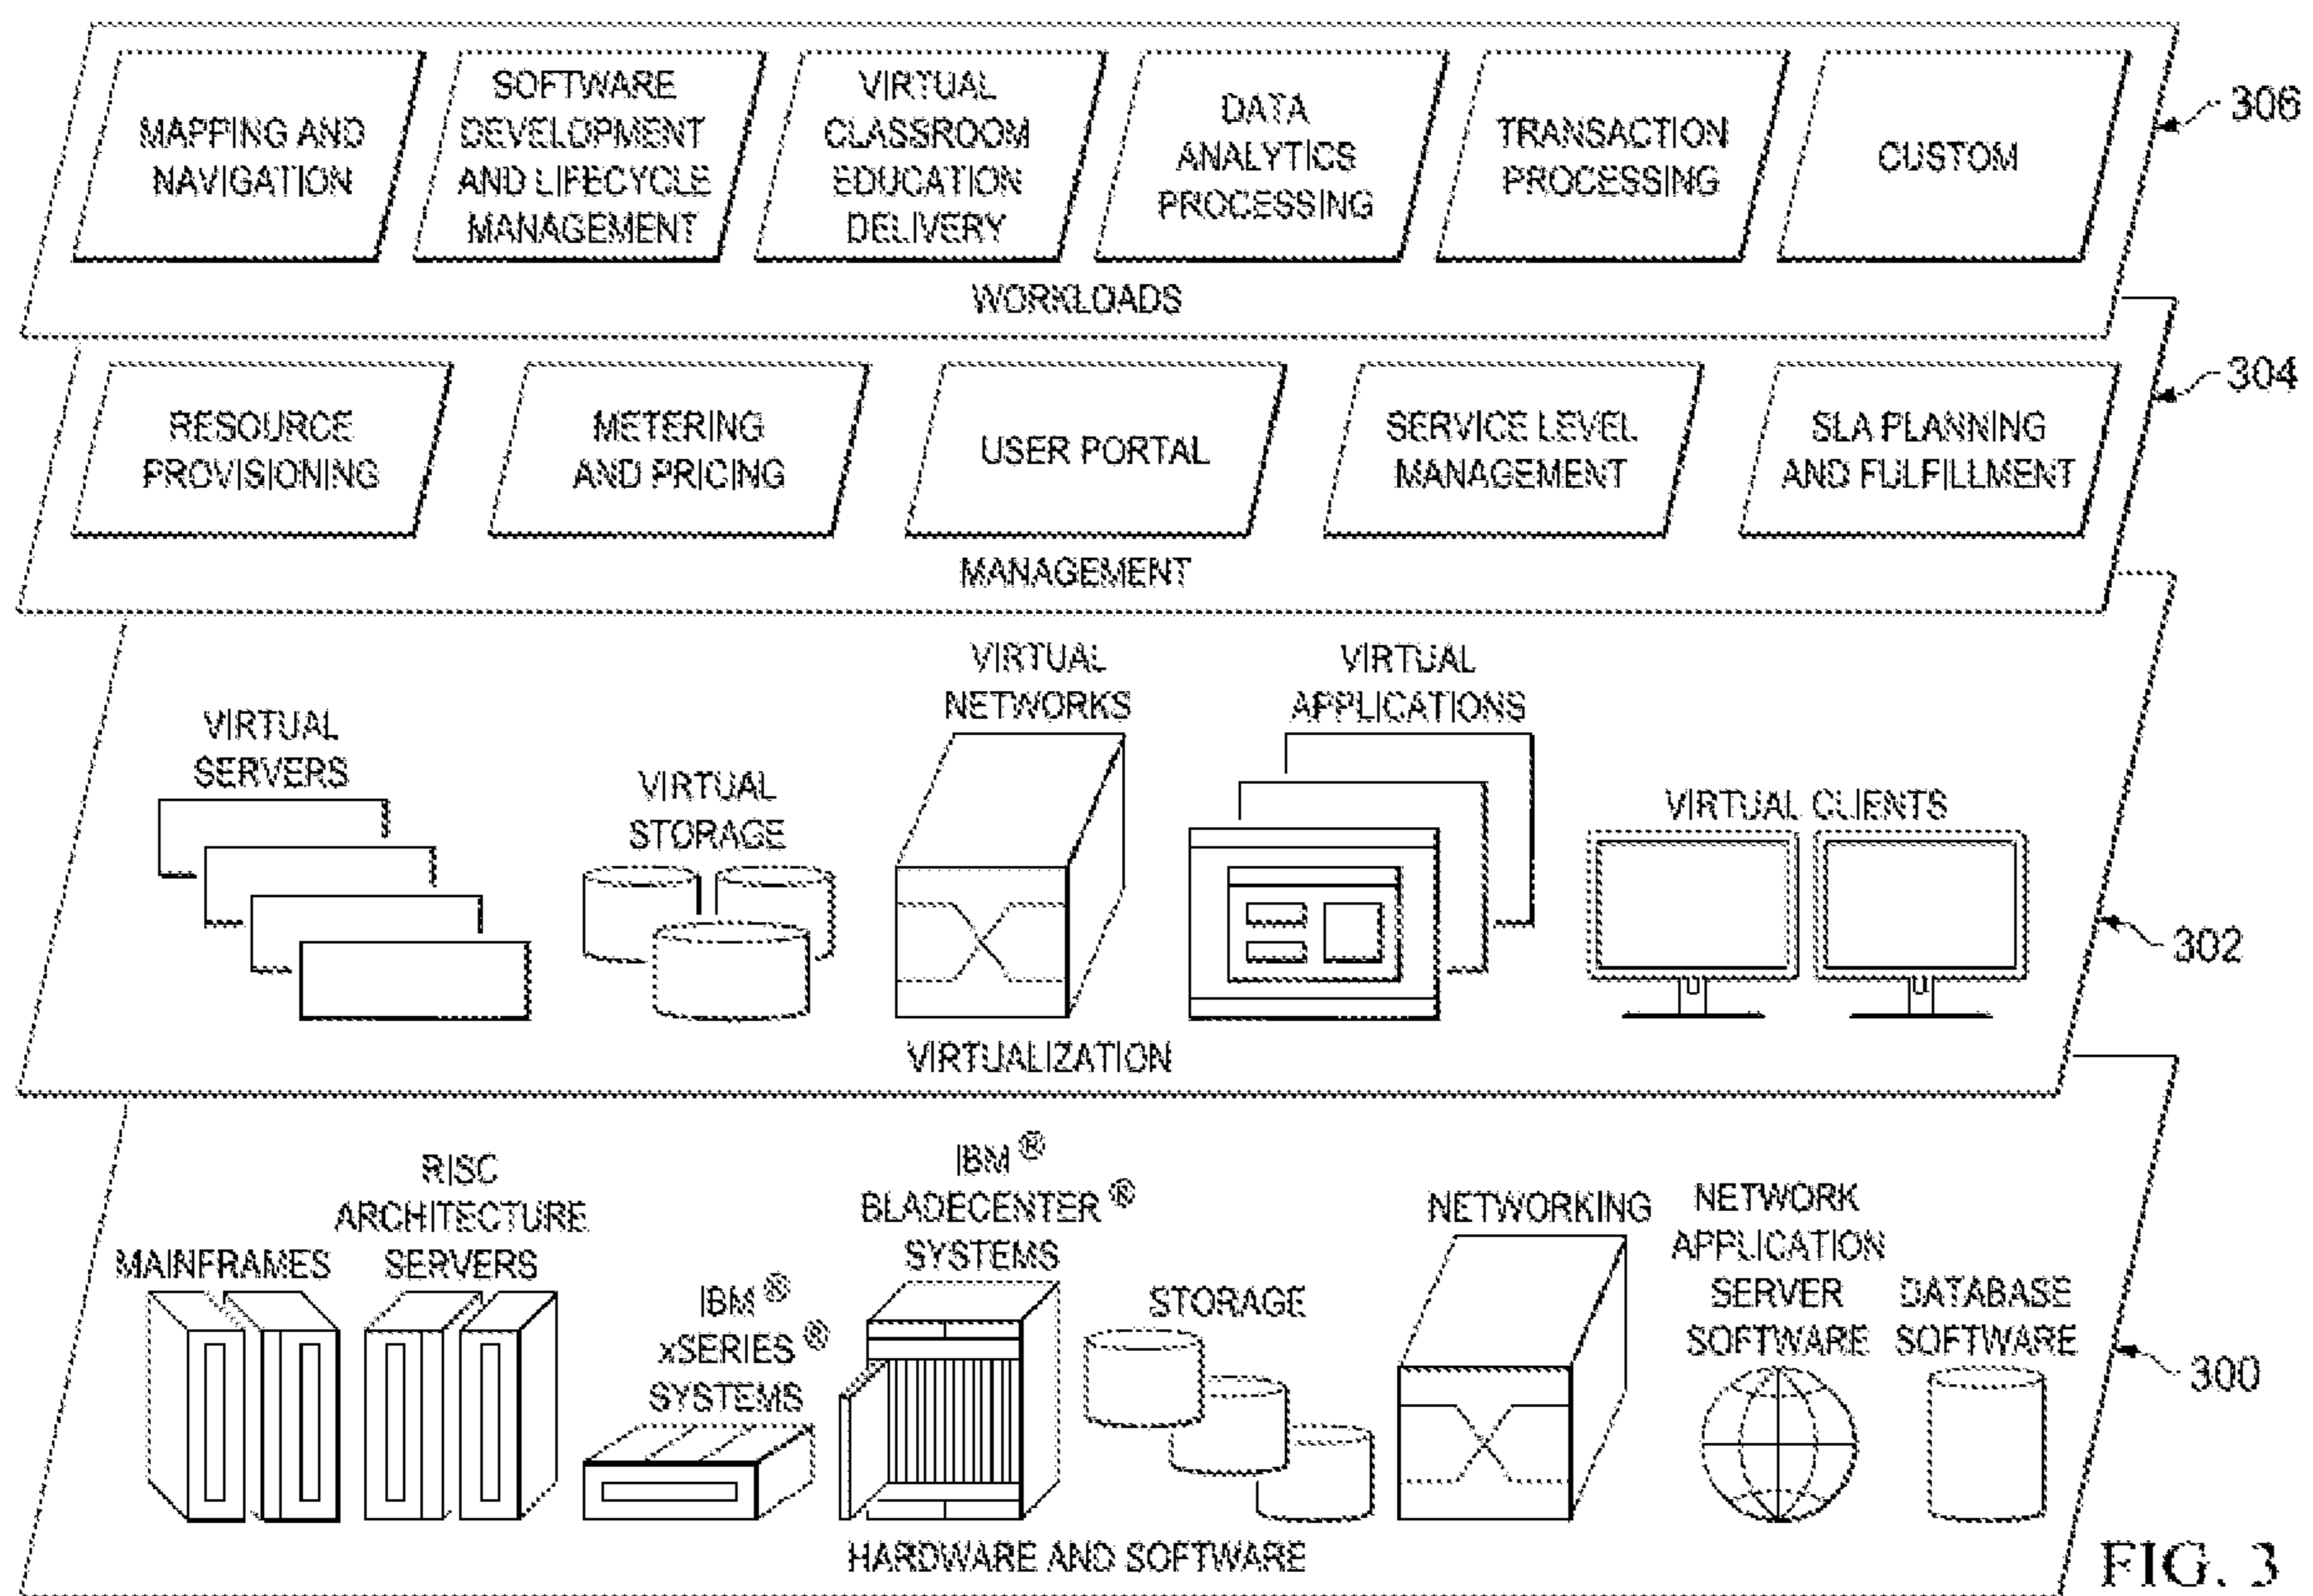 MAPPING AND
NAVIGATION
SOFTWARE
DEVELOPMENT
AND LIFECYCLE
MANAGEMENT
VIRTUAL
CLASSROOM
EDUCATION
DELIVERY
DATA
ANALYTICS
PROCESSING
TRANSACTION
PROCESSING
CUSTOM
306
WORKLOADS
304
RESOURCE
PROVISIONING
METERING
AND PRICING
USER PORTAL
SERVICE LEVEL
MANAGEMENT
SLA PLANNING
AND FULFILLMENT
MANAGEMENT
VIRTUAL
SERVERS
VIRTUAL
STORAGE
VIRTUAL
NETWORKS
VIRTUAL
APPLICATIONS
VIRTUAL CLIENTS
302
VIRTUALIZATION
MAINFRAMES
RISC
ARCHITECTURE
SERVERS
IBM ®
xSERIES ®
SYSTEMS
IBM ®
BLADECENTER ®
SYSTEMS
STORAGE
NETWORKING
NETWORK
APPLICATION
SERVER
SOFTWARE
DATABASE
SOFTWARE
300
HARDWARE AND SOFTWARE
FIG. 3